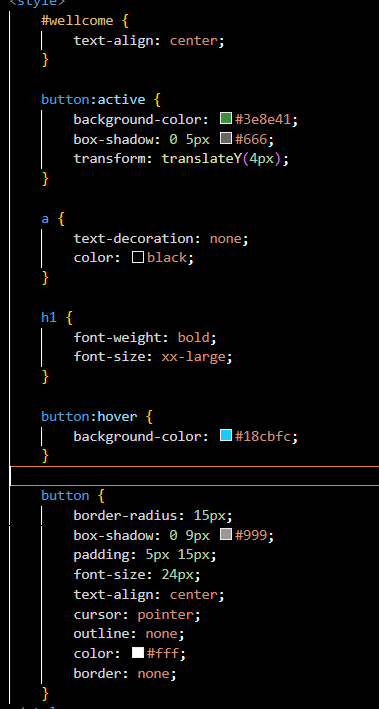 <style>
#wellcome {
text-align: center;
}
button:active {
background-color: #3e8e41;
box-shadow: 0 5px #666;
transform: translateY(4px);
}
a {
text-decoration: none;
color: black;
}
h1 {
font-weight: bold;
font-size: xx-large;
}
button:hover {
background-color: #18cbfc;
}
button {
border-radius: 15px;
box-shadow: 0 9px #999;
padding: 5px 15px;
font-size: 24px;
text-align: center;
cursor: pointer;
outline: none;
color: #fff;
border: none;
}